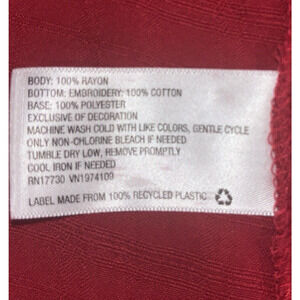 BODY: 100% RAYON
BOTTOM: EMBROIDERY: 100% COTTON
BASE: 100% POLYESTER
EXCLUSIVE OF DECORATION
MACHINE WASH COLD WITH LIKE COLORS, GENTLE CYCLE
ONLY NON-CHLORINE BLEACH IF NEEDED
TUMBLE DRY LOW, REMOVE PROMPTLY
COOL IRON IF NEEDED
RN17730 VN1974109
LABEL MADE FROM 100% RECYCLED PLASTIC